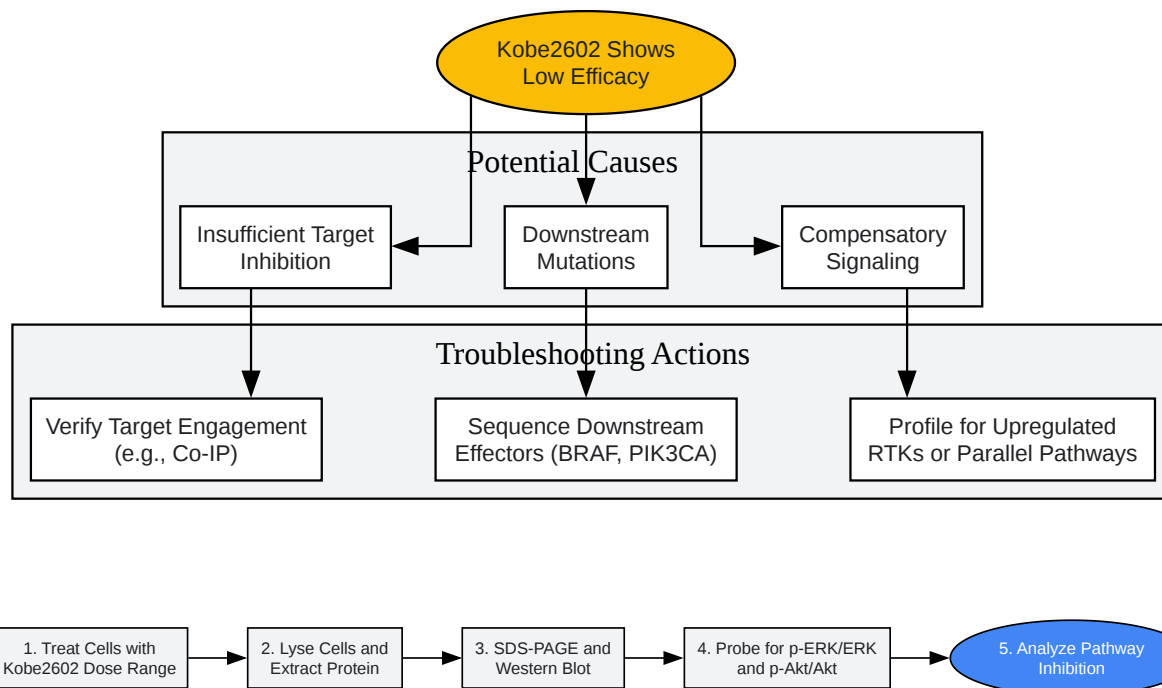 Kobe2602 Shows
Low Efficacy
Potential Causes
Insufficient Target
Inhibition
Downstream
Mutations
Compensatory
Signaling
Troubleshooting Actions
Verify Target Engagement
(e.g., Co-IP)
Sequence Downstream
Effectors (BRAF, PIK3CA)
Profile for Upregulated
RTKs or Parallel Pathways
1. Treat Cells with
Kobe2602 Dose Range
2. Lyse Cells and
Extract Protein
3. SDS-PAGE and
Western Blot
4. Probe for p-ERK/ERK
and p-Akt/Akt
5. Analyze Pathway
Inhibition